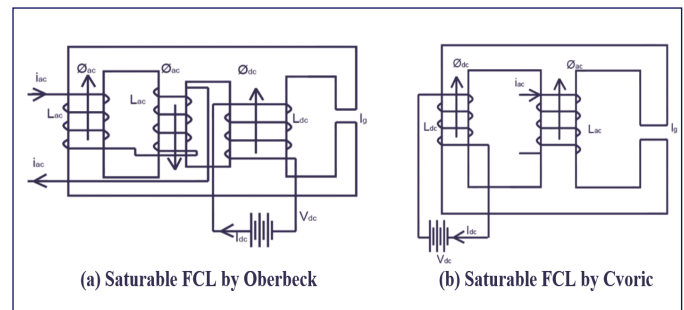 Øac
Øac
Ødc
iac
Lac
Lac
Ldc
lg
iac
Vdc
Idc
(a) Saturable FCL by Oberbeck
Ødc
Øac
iac
Ldc
Lac
lg
Idc
Vdc
(b) Saturable FCL by Cvoric